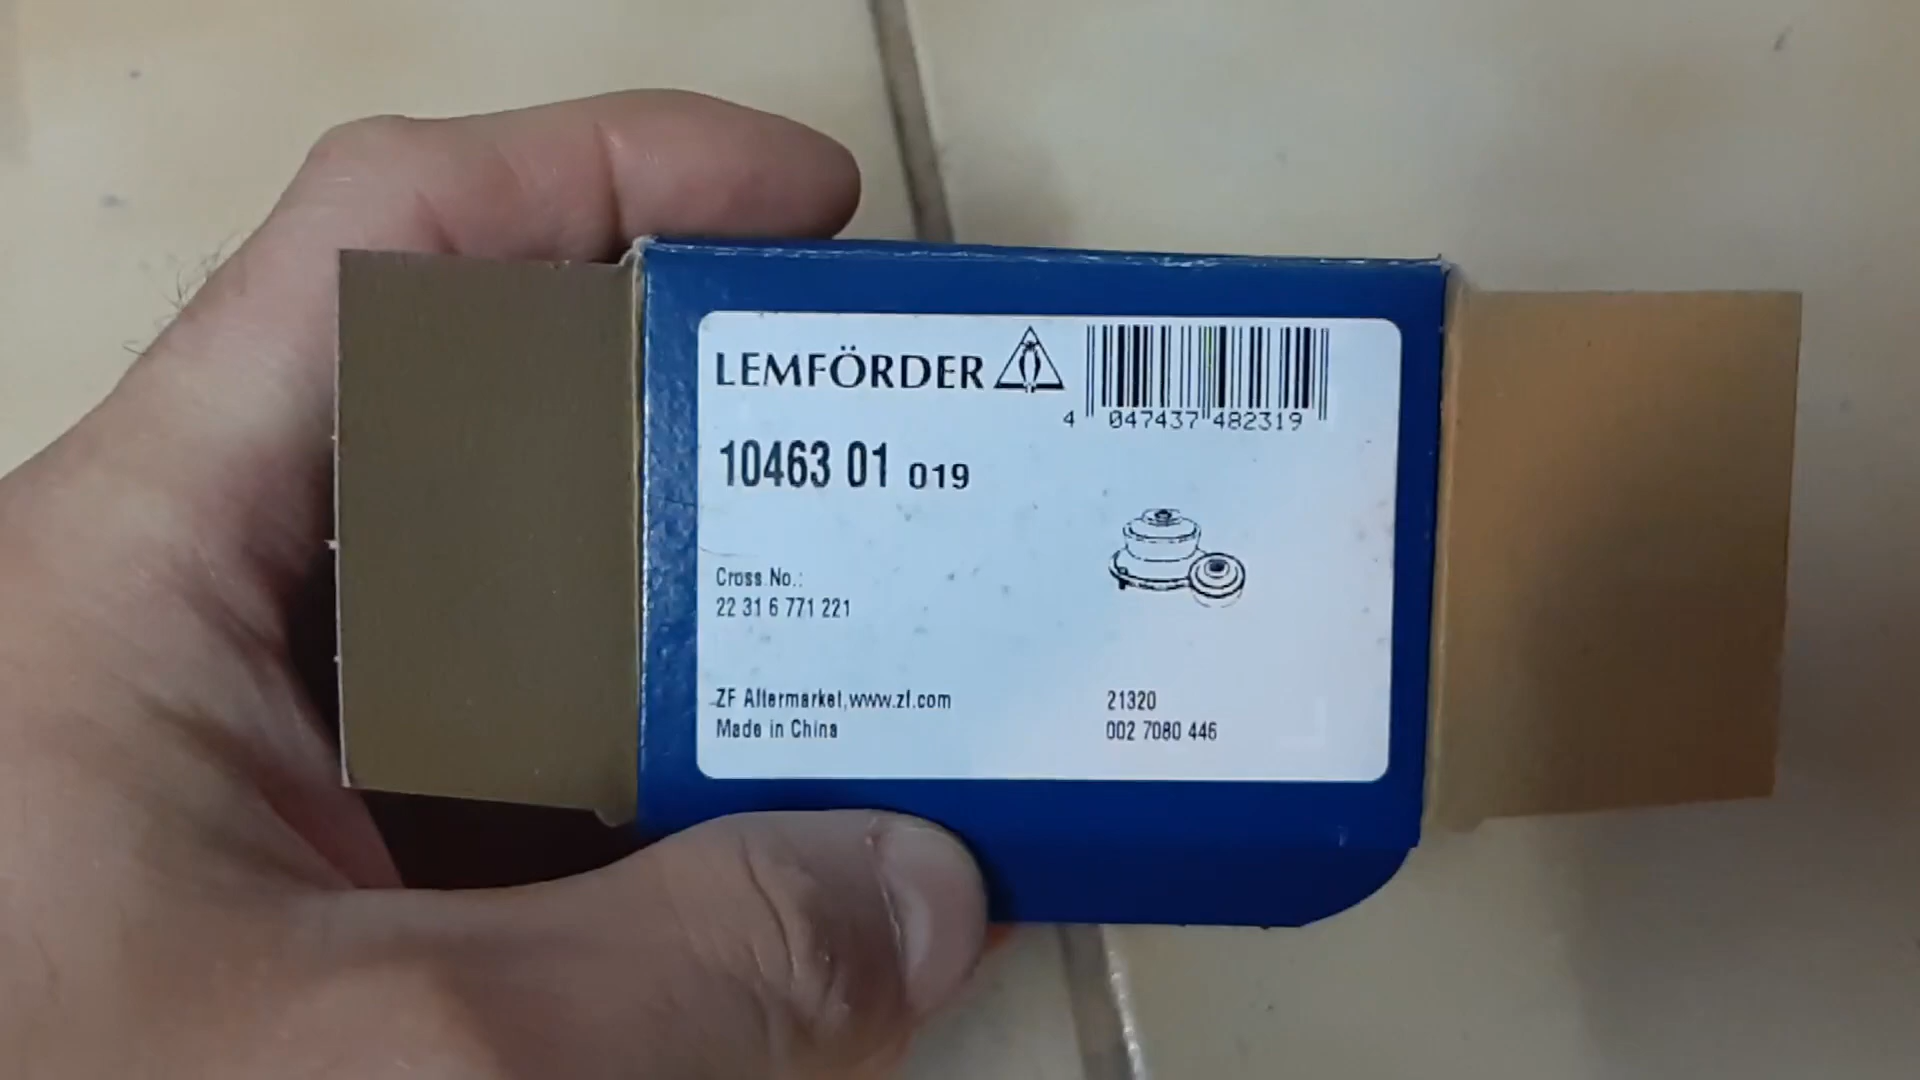 LEMFÖRDER
4 047437 482319
10463 01 019
Cross No.:
22 31 6 771 221
ZF Aftermarket, www.zf.com
Made in China
21320
002 7080 446